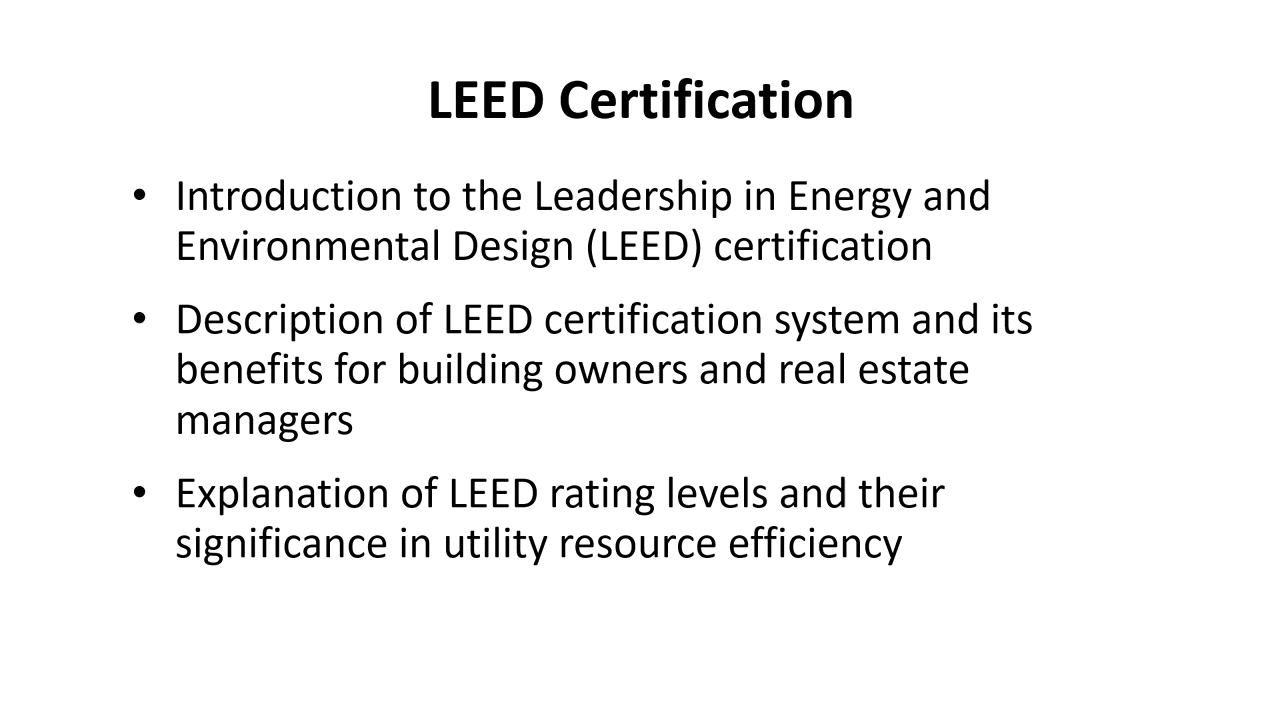 LEED Certification
• Introduction to the Leadership in Energy and
Environmental Design (LEED) certification
• Description of LEED certification system and its
benefits for building owners and real estate
managers
• Explanation of LEED rating levels and their
significance in utility resource efficiency